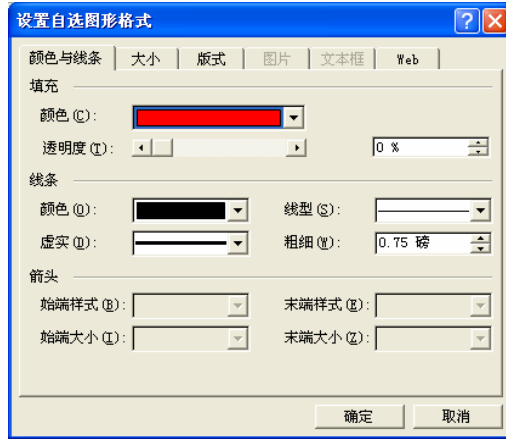 设置自选图形格式
颜色与线条 大小 版式 图片 文本框 Web
填充
颜色(C):
透明度(T): 0 %
线条
颜色(O): 线型(S):
虚实(D): 粗细(W): 0.75 磅
箭头
始端样式(B): 末端样式(E):
始端大小(I): 末端大小(Z):
确定 取消